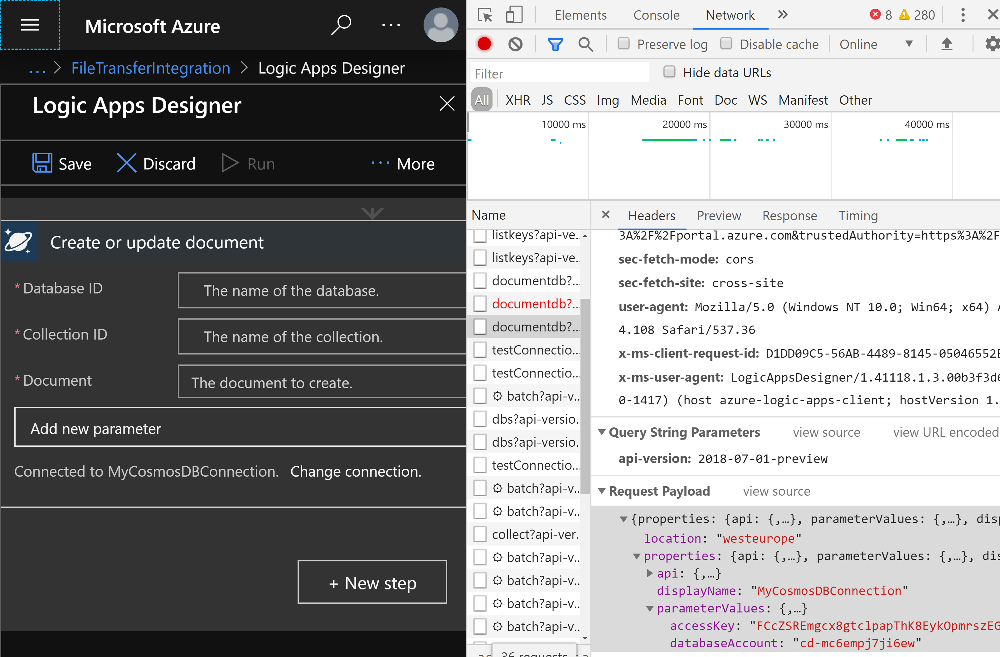 Microsoft Azure
... > FileTransferIntegration > Logic Apps Designer
Logic Apps Designer
Save Discard Run ... More
Create or update document
* Database ID
The name of the database.
* Collection ID
The name of the collection.
* Document
The document to create.
Add new parameter
Connected to MyCosmosDBConnection. Change connection.
+ New step
Elements Console Network » 8 280
Preserve log Disable cache Online
Filter
Hide data URLs
All XHR JS CSS Img Media Font Doc WS Manifest Other
10000 ms 20000 ms 30000 ms 40000 ms
Name
listkeys?api-ve...
listkeys?api-ve...
documentdb?...
documentdb?...
documentdb?...
testConnectio...
testConnectio...
batch?api-v...
dbs?api-versio...
dbs?api-versio...
testConnectio...
batch?api-v...
batch?api-v...
collect?api-ver...
batch?api-v...
batch?api-v...
batch?api-v...
batch?api-v...
36 requests
× Headers Preview Response Timing
3A%2F%2Fportal.azure.com&trustedAuthority=https%3A%2F
sec-fetch-mode: cors
sec-fetch-site: cross-site
user-agent: Mozilla/5.0 (Windows NT 10.0; Win64; x64)
4.108 Safari/537.36
x-ms-client-request-id: D1DD09C5-56AB-4489-8145-05046552
x-ms-user-agent: LogicAppsDesigner/1.41118.1.3.00b3f3d
0-1417) (host azure-logic-apps-client; hostVersion 1.
Query String Parameters view source view URL encoded
api-version: 2018-07-01-preview
Request Payload view source
{properties: {api: {,…}, parameterValues: {,…}, disp
location: "westeurope"
properties: {api: {,…}, parameterValues: {,…}, dis
api: {,…}
displayName: "MyCosmosDBConnection"
parameterValues: {,…}
accessKey: "FCcZSREmgcx8gtclpapThK8EykOpmrszEG
databaseAccount: "cd-mc6empj7ji6ew"